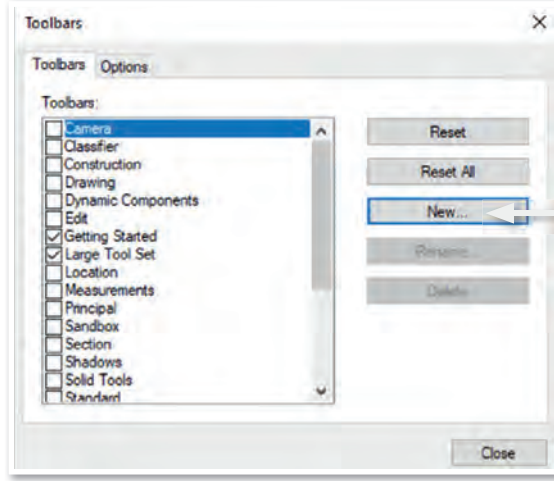 Toolbars
Toolbars
Options
Toolbars:
Camera
Classifier
Construction
Drawing
Dynamic Components
Edit
Getting Started
Large Tool Set
Location
Measurements
Principal
Sandbox
Section
Shadows
Solid Tools
Standard
Reset
Reset All
New...
Rename...
Delete
Close